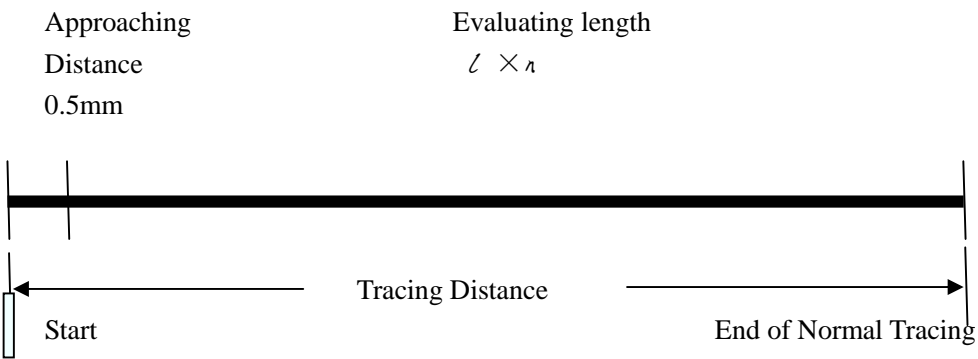 Approaching
Distance
0.5mm
Evaluating length
l ×n
Tracing Distance
Start
End of Normal Tracing